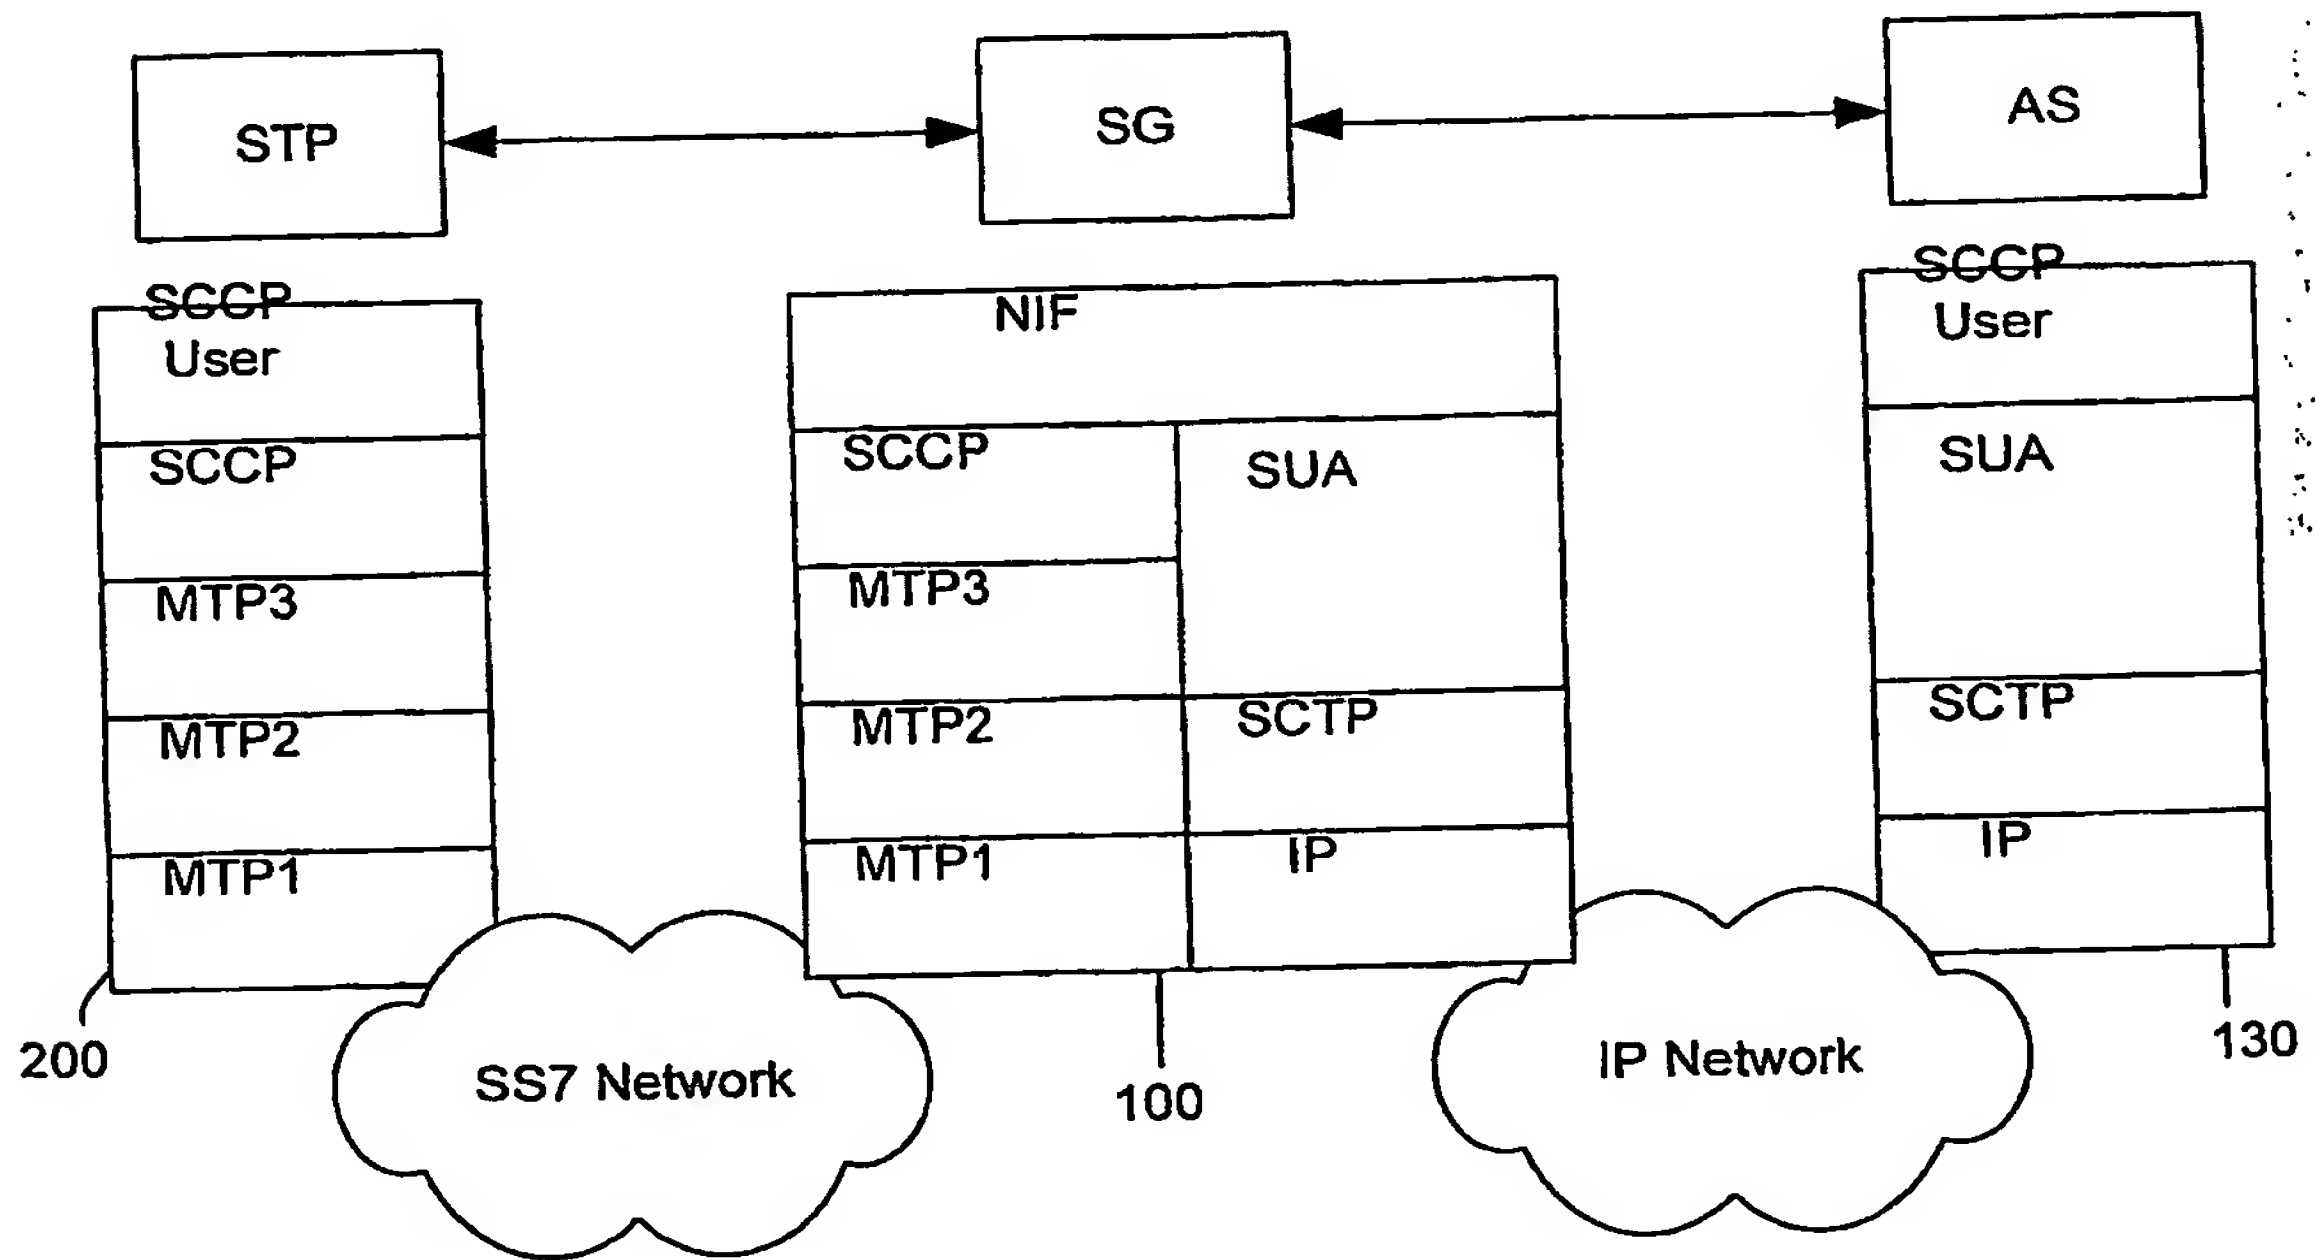 STP
SG
AS
SCCP
User
SCCP
MTP3
MTP2
MTP1
200
NIF
SCCP
SUA
MTP3
MTP2
SCTP
MTP1
IP
100
SCCP
User
SUA
SCTP
IP
130
SS7 Network
IP Network